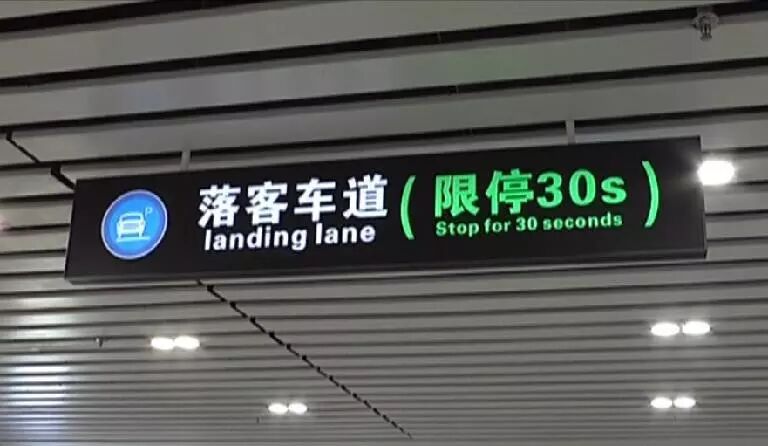 P
落客车道（限停30s）
landing lane Stop for 30 seconds